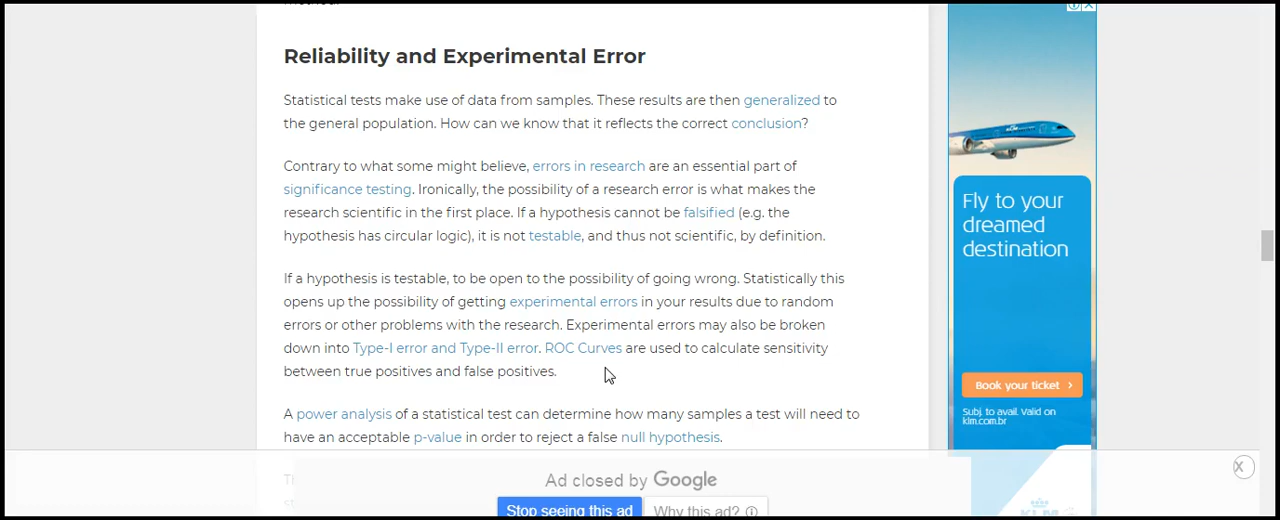 Reliability and Experimental Error
Statistical tests make use of data from samples. These results are then generalized to
the general population. How can we know that it reflects the correct conclusion?
Contrary to what some might believe, errors in research are an essential part of
significance testing. Ironically, the possibility of a research error is what makes the
research scientific in the first place. If a hypothesis cannot be falsified (e.g. the
hypothesis has circular logic), it is not testable, and thus not scientific, by definition.
If a hypothesis is testable, to be open to the possibility of going wrong. Statistically this
opens up the possibility of getting experimental errors in your results due to random
errors or other problems with the research. Experimental errors may also be broken
down into Type-I error and Type-II error. ROC Curves are used to calculate sensitivity
between true positives and false positives.
A power analysis of a statistical test can determine how many samples a test will need to
have an acceptable p-value in order to reject a false null hypothesis.
Fly to your
dreamed
destination
Book your ticket
Subj. to avail. Valid on
klm.com.br
KLM
Ad closed by Google
Stop seeing this ad
Why this ad?
X